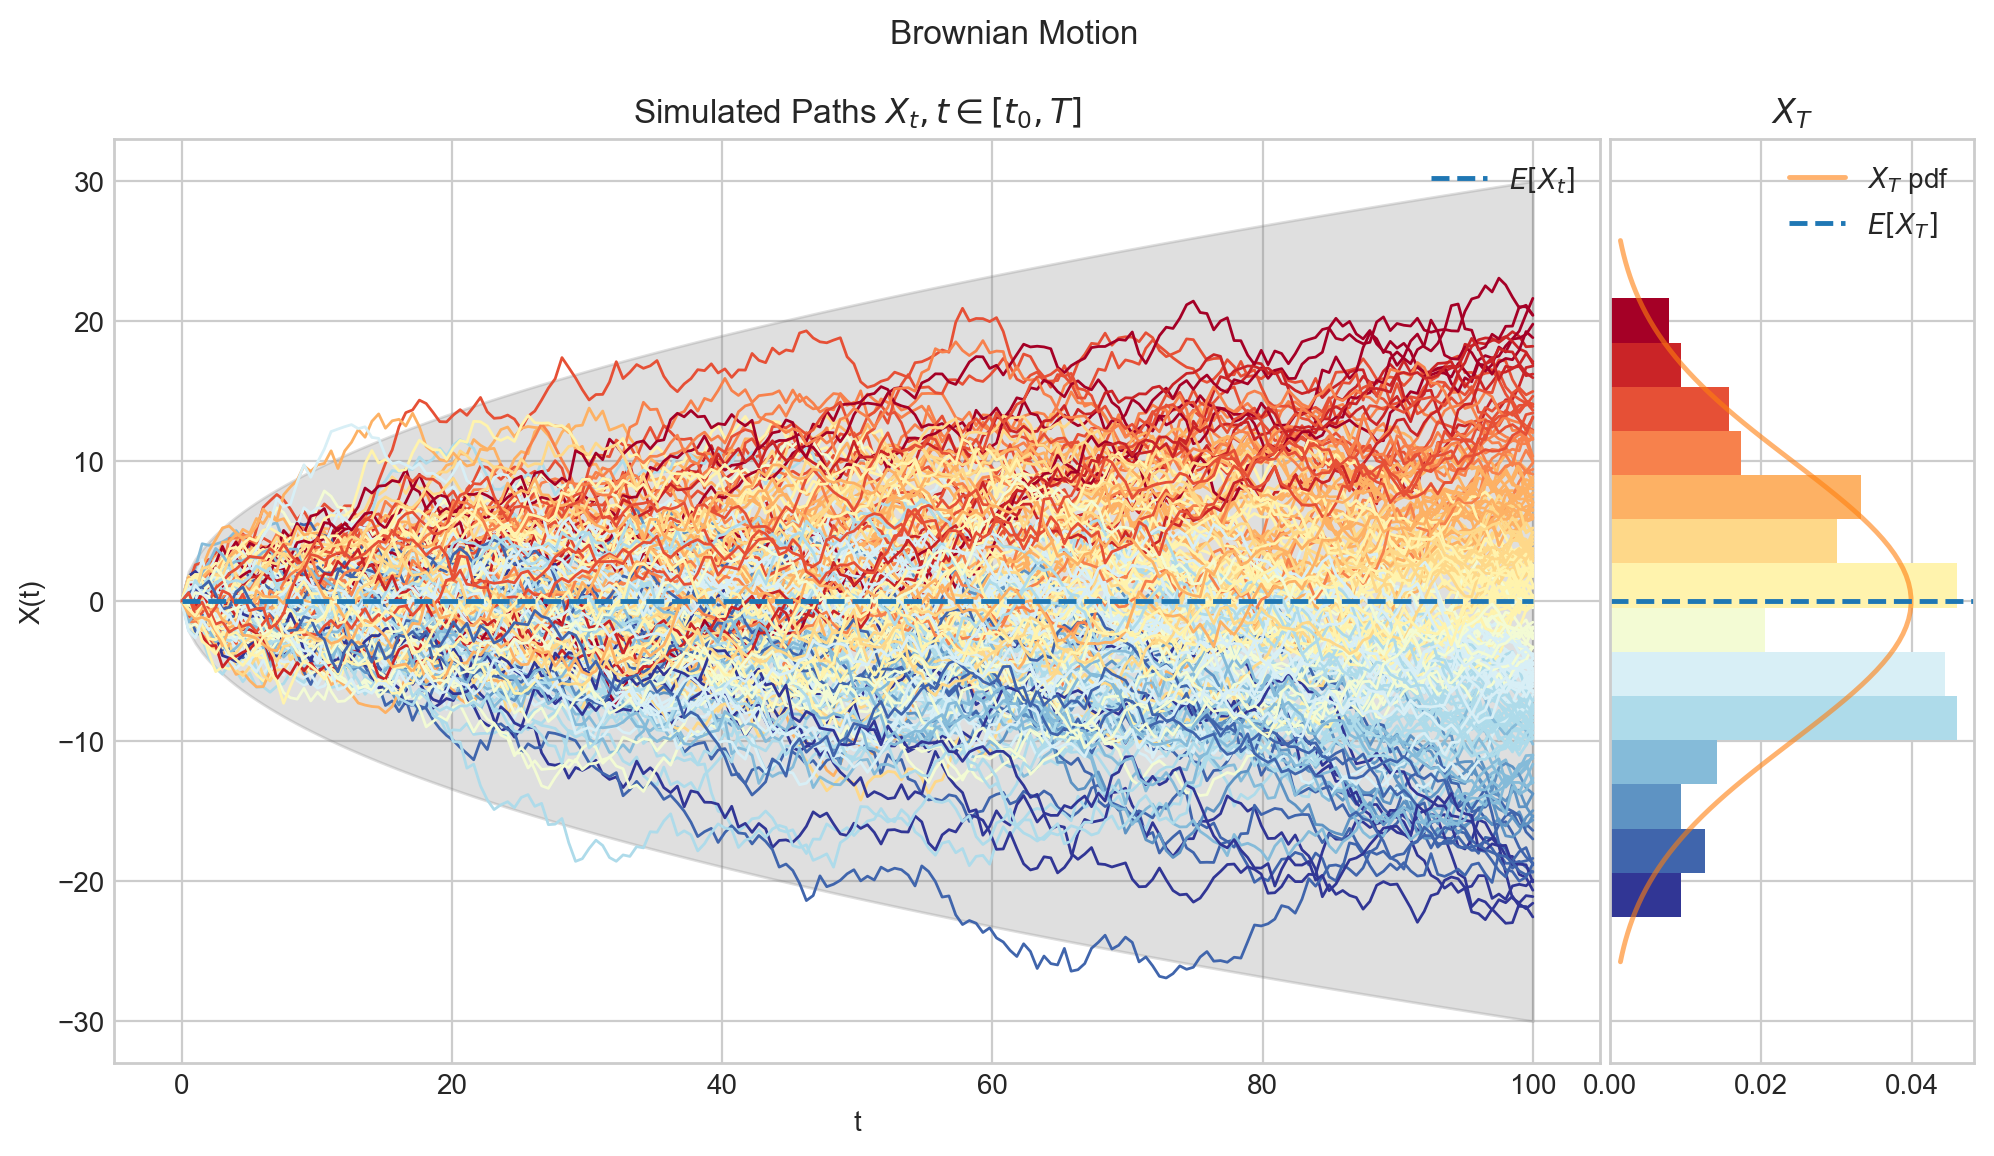 Brownian Motion
Simulated Paths $X_t, t \in [t_0, T]$
$X_T$
$E[X_t]$
$X_T$ pdf
$E[X_T]$
X(t)
30
20
10
0
−10
−20
−30
0 20 40 60 80 100
t
0.00 0.02 0.04